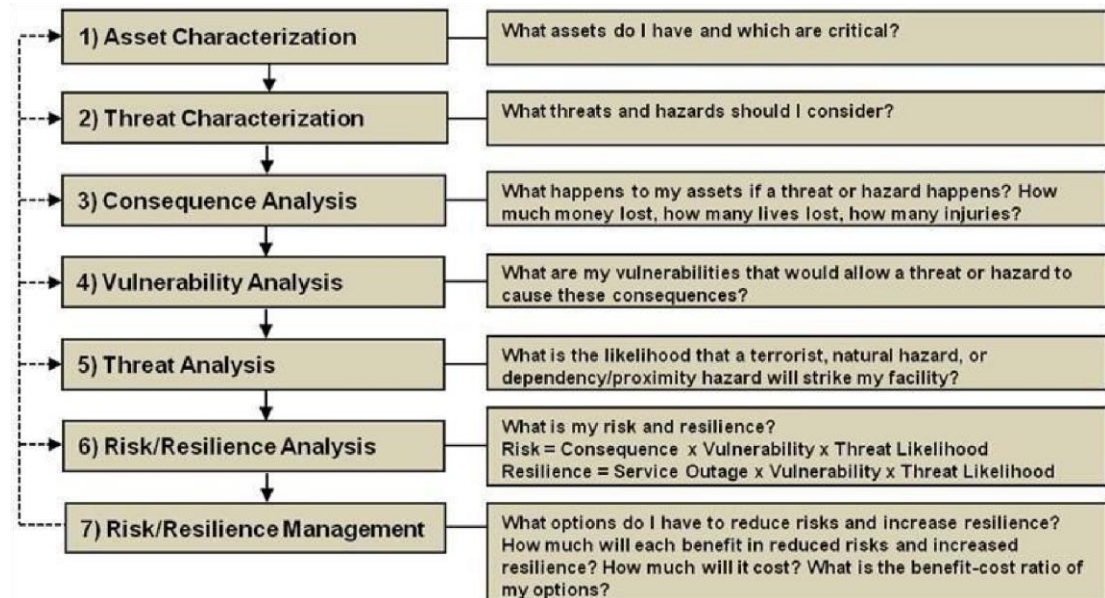 1) Asset Characterization
What assets do I have and which are critical?
2) Threat Characterization
What threats and hazards should I consider?
3) Consequence Analysis
What happens to my assets if a threat or hazard happens? How
much money lost, how many lives lost, how many injuries?
4) Vulnerability Analysis
What are my vulnerabilities that would allow a threat or hazard to
cause these consequences?
5) Threat Analysis
What is the likelihood that a terrorist, natural hazard, or
dependency/proximity hazard will strike my facility?
6) Risk/Resilience Analysis
What is my risk and resilience?
Risk = Consequence x Vulnerability x Threat Likelihood
Resilience = Service Outage x Vulnerability x Threat Likelihood
7) Risk/Resilience Management
What options do I have to reduce risks and increase resilience?
How much will each benefit in reduced risks and increased
resilience? How much will it cost? What is the benefit-cost ratio of
my options?